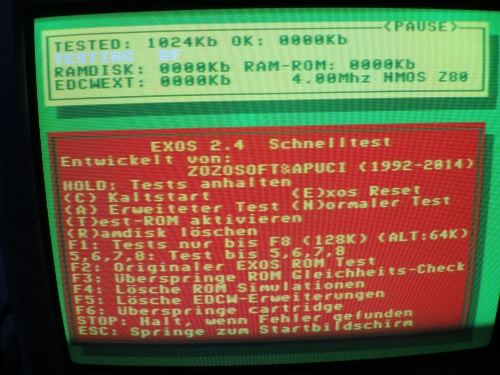 <PAUSE>
TESTED: 1024Kb OK: 0000Kb
TESTING BF
RAMDISK: 0000Kb RAM-ROM: 0000Kb
EDCWEXT: 0000Kb 4.00Mhz NMOS Z80
EXOS 2.4 Schnelltest
Entwickelt von:
ZOZOSOFT&APUCI (1992-2014)
HOLD: Tests anhalten
(C) Kaltstart (E)xos Reset
(A) Erweiteter Test (N)ormaler Test
(T)est-ROM aktivieren
(R)amdisk löschen
F1: Tests nur bis F8 (128K) (ALT:64K)
5,6,7,8: Test bis 5,6,7,8
F2: Originaler EXOS ROM Test
F3: Überspringe ROM Gleichheits-Check
F4: Lösche ROM Simulationen
F5: Lösche EDCW-Erweiterungen
F6: Überspringe cartridge
STOP: Halt, wenn Fehler gefunden
ESC: Springe zum Startbildschirm